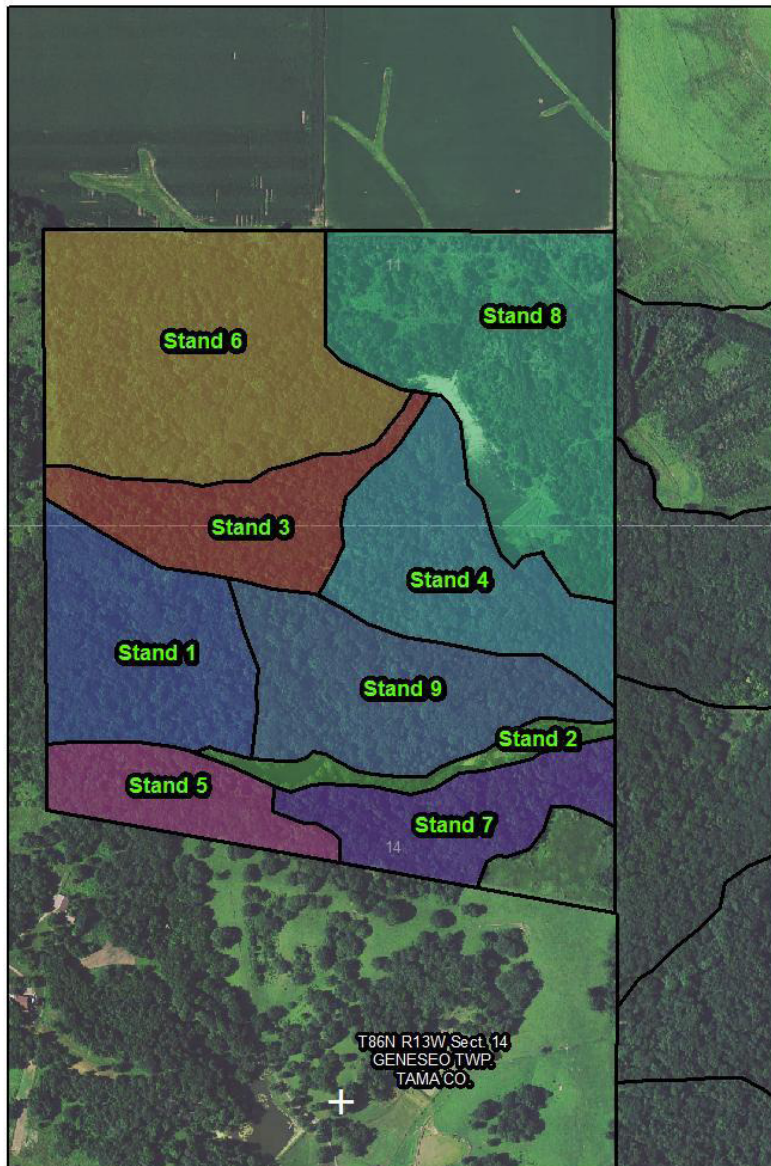 11
Stand 8
Stand 6
Stand 3
Stand 4
Stand 1
Stand 9
Stand 2
Stand 5
Stand 7
14
T86N R13W Sect. 14
GENESEO TWP.
TAMA CO.